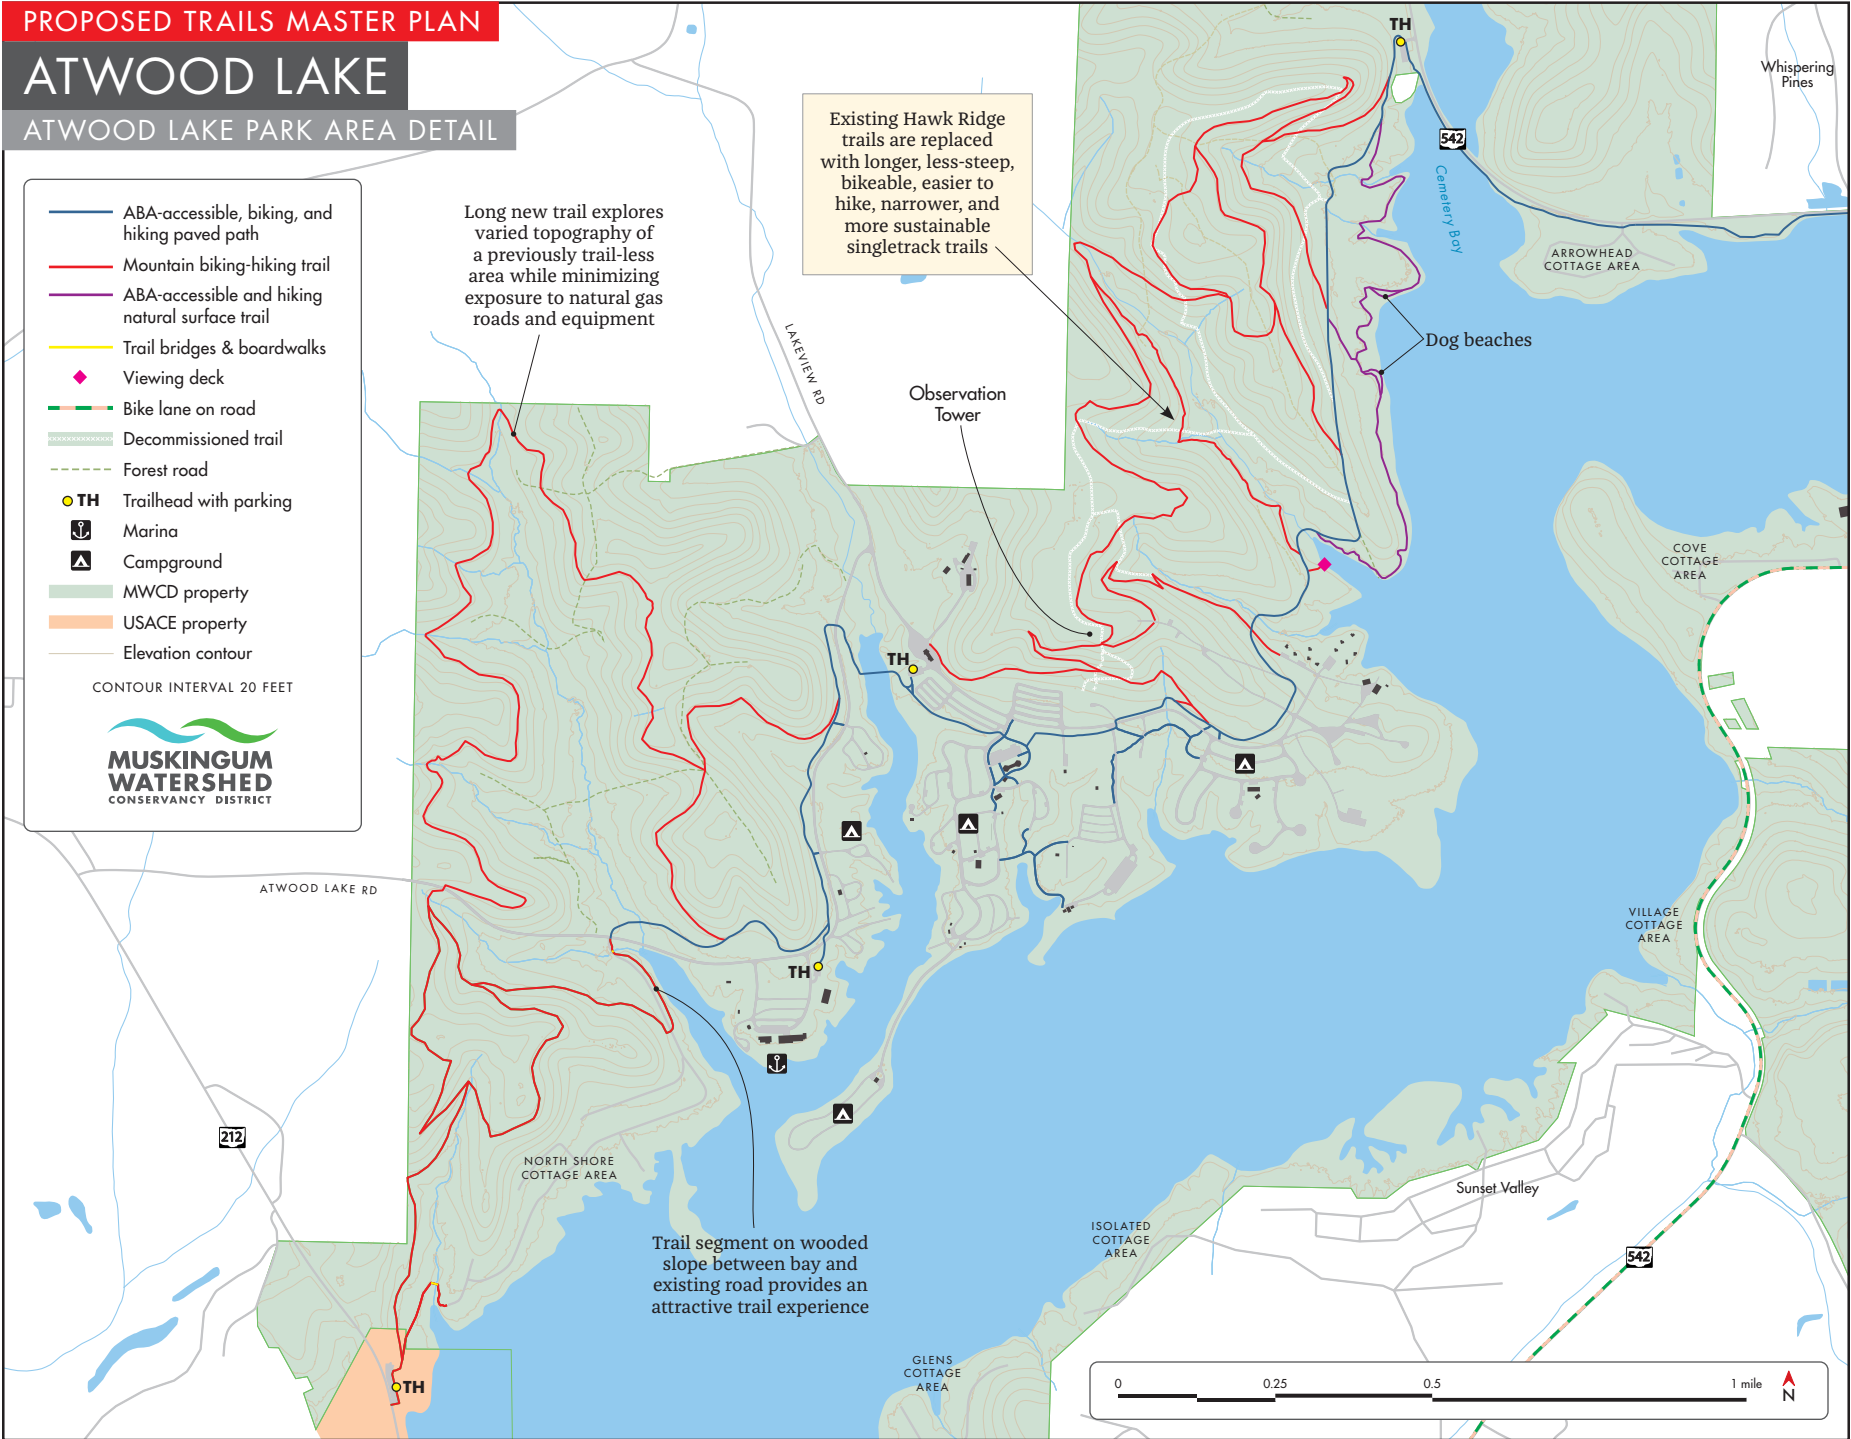 PROPOSED TRAILS MASTER PLAN
ATWOOD LAKE
ATWOOD LAKE PARK AREA DETAIL
ABA-accessible, biking, and
hiking paved path
Mountain biking-hiking trail
ABA-accessible and hiking
natural surface trail
Trail bridges & boardwalks
Viewing deck
Bike lane on road
Decommissioned trail
Forest road
TH Trailhead with parking
Marina
Campground
MWCD property
USACE property
Elevation contour
CONTOUR INTERVAL 20 FEET
MUSKINGUM
WATERSHED
CONSERVANCY DISTRICT
Long new trail explores
varied topography of
a previously trail-less
area while minimizing
exposure to natural gas
roads and equipment
Existing Hawk Ridge
trails are replaced
with longer, less-steep,
bikeable, easier to
hike, narrower, and
more sustainable
singletrack trails
TH
542
Whispering
Pines
Cemetery Bay
ARROWHEAD
COTTAGE AREA
Dog beaches
LAKEVIEW RD
Observation
Tower
COVE
COTTAGE
AREA
TH
ATWOOD LAKE RD
VILLAGE
COTTAGE
AREA
TH
212
NORTH SHORE
COTTAGE AREA
Sunset Valley
ISOLATED
COTTAGE
AREA
542
Trail segment on wooded
slope between bay and
existing road provides an
attractive trail experience
GLENS
COTTAGE
AREA
TH
0 0.25 0.5 1 mile
N